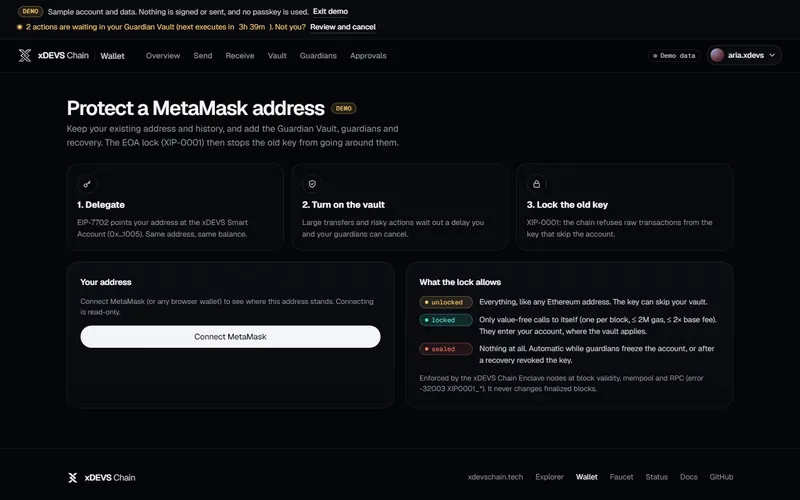 DEMO Sample account and data. Nothing is signed or sent, and no passkey is used. Exit demo
2 actions are waiting in your Guardian Vault (next executes in 3h 39m ). Not you? Review and cancel
xDEVS Chain Wallet Overview Send Receive Vault Guardians Approvals Demo data aria.xdevs
Protect a MetaMask address DEMO
Keep your existing address and history, and add the Guardian Vault, guardians and
recovery. The EOA lock (XIP-0001) then stops the old key from going around them.
1. Delegate
EIP-7702 points your address at the xDEVS Smart
Account (0x…1005). Same address, same balance.
2. Turn on the vault
Large transfers and risky actions wait out a delay you
and your guardians can cancel.
3. Lock the old key
XIP-0001: the chain refuses raw transactions from the
key that skip the account.
Your address
Connect MetaMask (or any browser wallet) to see where this address stands. Connecting
is read-only.
Connect MetaMask
What the lock allows
unlocked Everything, like any Ethereum address. The key can skip your vault.
locked Only value-free calls to itself (one per block, ≤ 2M gas, ≤ 2× base fee).
They enter your account, where the vault applies.
sealed Nothing at all. Automatic while guardians freeze the account, or after
a recovery revoked the key.
Enforced by the xDEVS Chain Enclave nodes at block validity, mempool and RPC (error
-32003 XIP0001_*). It never changes finalized blocks.
xDEVS Chain xdevschain.tech Explorer Wallet Faucet Status Docs GitHub